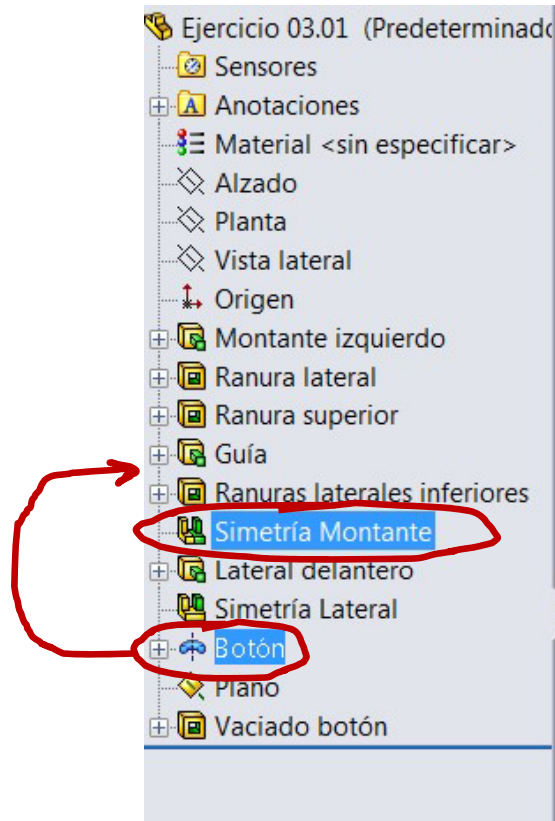 Ejercicio 03.01 (Predeterminado
Sensores
A Anotaciones
Material <sin especificar>
Alzado
Planta
Vista lateral
Origen
Montante izquierdo
Ranura lateral
Ranura superior
Guía
Ranuras laterales inferiores
Simetría Montante
Lateral delantero
Simetría Lateral
Botón
Plano
Vaciado botón